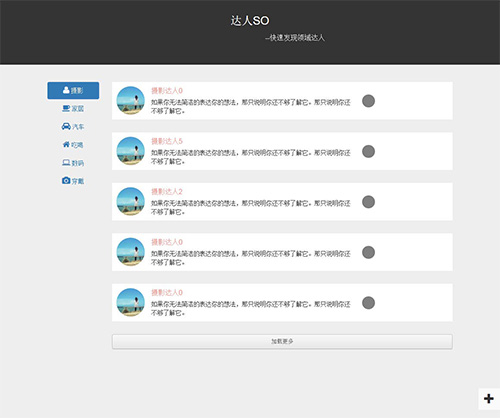 达人SO
--快速发现领域达人
摄影
家居
汽车
吃喝
数码
穿戴
摄影达人0
如果你无法简洁的表达你的想法，那只说明你还不够了解它。那只说明你还
不够了解它。
摄影达人5
如果你无法简洁的表达你的想法，那只说明你还不够了解它。那只说明你还
不够了解它。
摄影达人2
如果你无法简洁的表达你的想法，那只说明你还不够了解它。那只说明你还
不够了解它。
摄影达人0
如果你无法简洁的表达你的想法，那只说明你还不够了解它。那只说明你还
不够了解它。
摄影达人0
如果你无法简洁的表达你的想法，那只说明你还不够了解它。那只说明你还
不够了解它。
加载更多